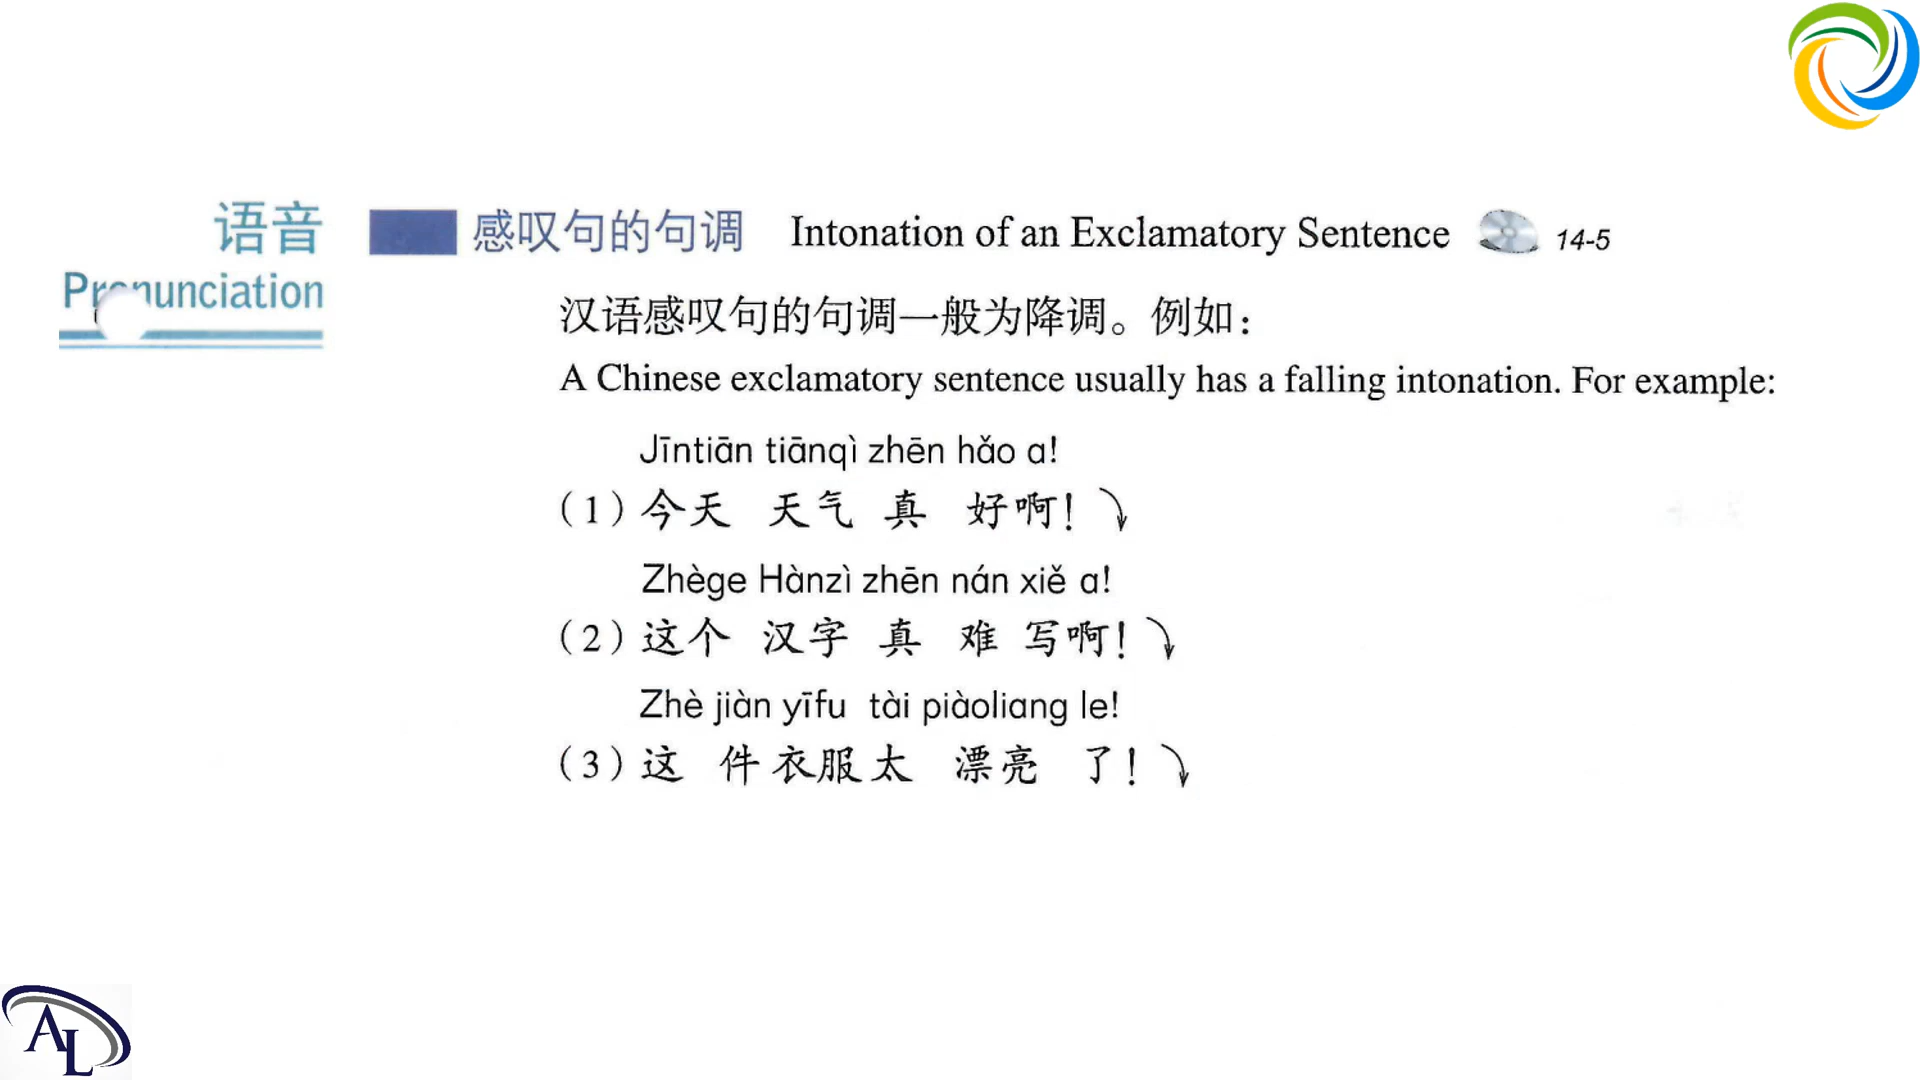 语音
Pronunciation
感叹句的句调 Intonation of an Exclamatory Sentence 14-5
汉语感叹句的句调一般为降调。例如：
A Chinese exclamatory sentence usually has a falling intonation. For example:
Jīntiān tiānqì zhēn hǎo a!
（1）今天 天气 真 好啊！
Zhège Hànzì zhēn nán xiě a!
（2）这个 汉字 真 难 写啊！
Zhè jiàn yīfu tài piàoliang le!
（3）这 件 衣服 太 漂亮 了！
AL